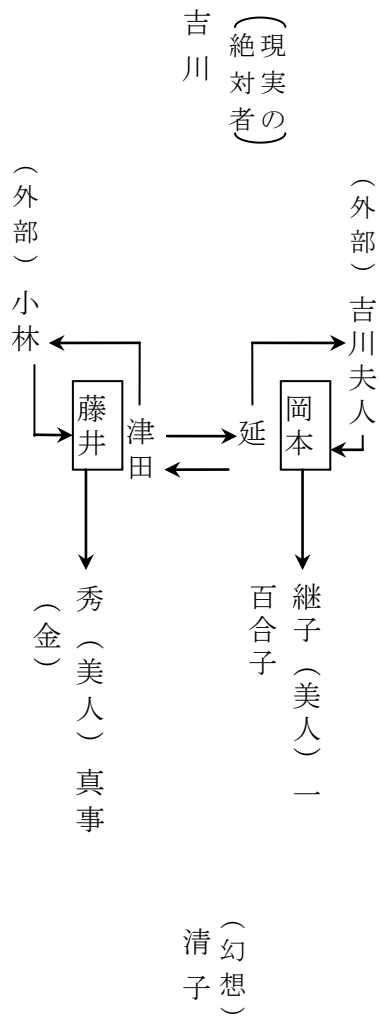 （現実の
絶対者）
吉川
（外部）吉川夫人
岡本
延
津田
藤井
（外部）小林
継子（美人）一
百合子
秀（美人）真事
（金）
（幻想）
清子